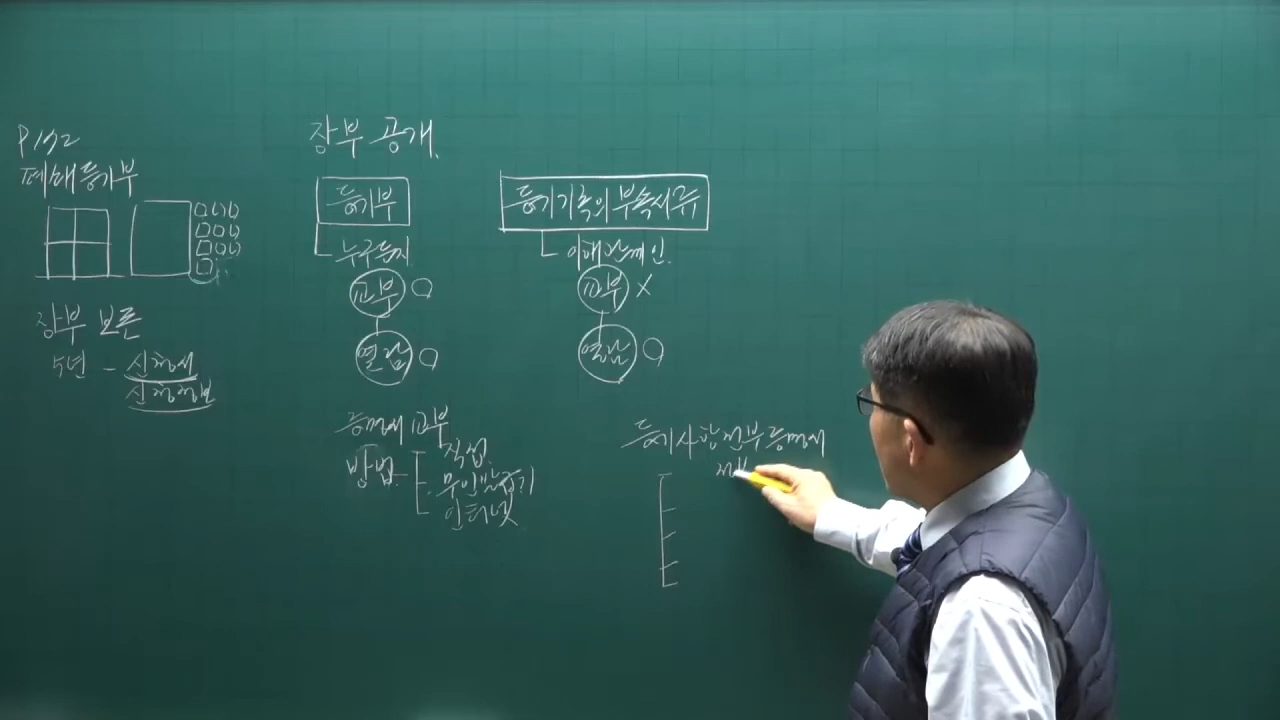 P/92
폐쇄등기부
장부 보존
5년 - 신청서
신청정보
장부 공개.
등기부
누구든지
교부 ○
열람 ○
등기기록의 부속서류
이해관계인.
교부 X
열람 ○
증명서 교부
방법
직접.
무인발급기
인터넷
등기사항전부증명서